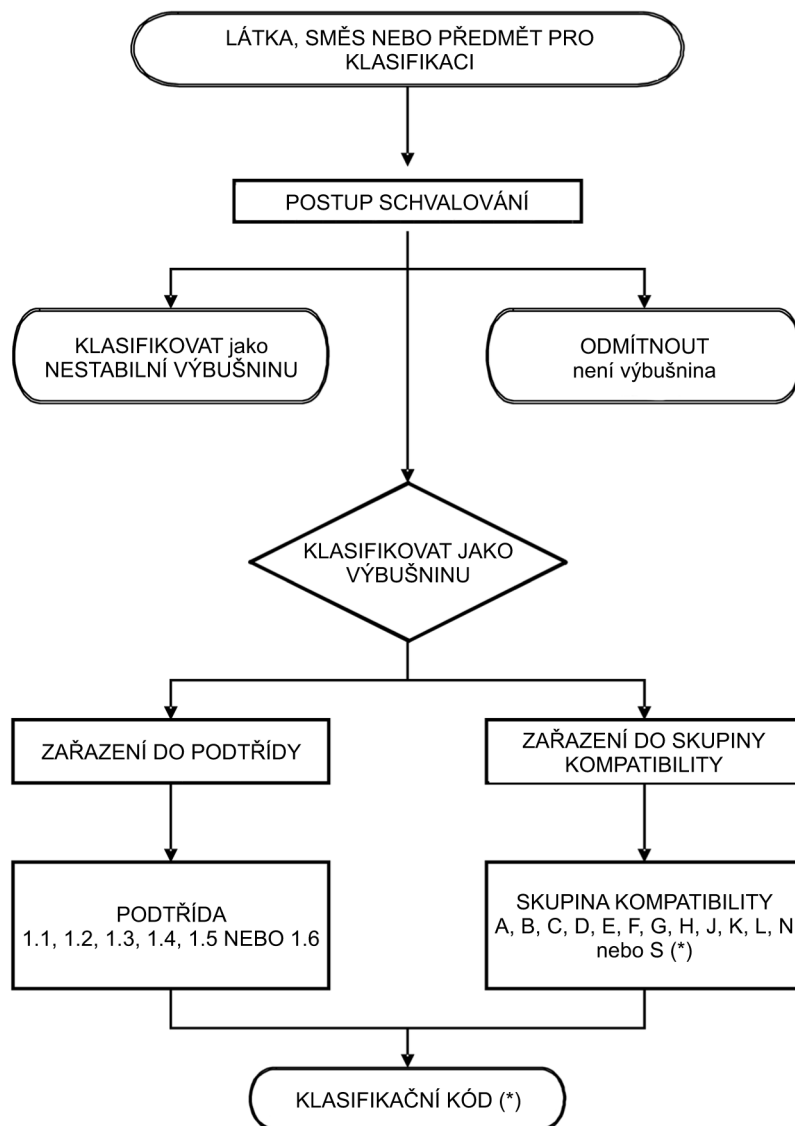 LÁTKA, SMĚS NEBO PŘEDMĚT PRO
KLASIFIKACI
POSTUP SCHVALOVÁNÍ
KLASIFIKOVAT jako
NESTABILNÍ VÝBUŠNINU
ODMÍTNOUT
není výbušnina
KLASIFIKOVAT JAKO
VÝBUŠNINU
ZAŘAZENÍ DO PODTŘÍDY
ZAŘAZENÍ DO SKUPINY
KOMPATIBILITY
PODTŘÍDA
1.1, 1.2, 1.3, 1.4, 1.5 NEBO 1.6
SKUPINA KOMPATIBILITY
A, B, C, D, E, F, G, H, J, K, L, N
nebo S (*)
KLASIFIKAČNÍ KÓD (*)